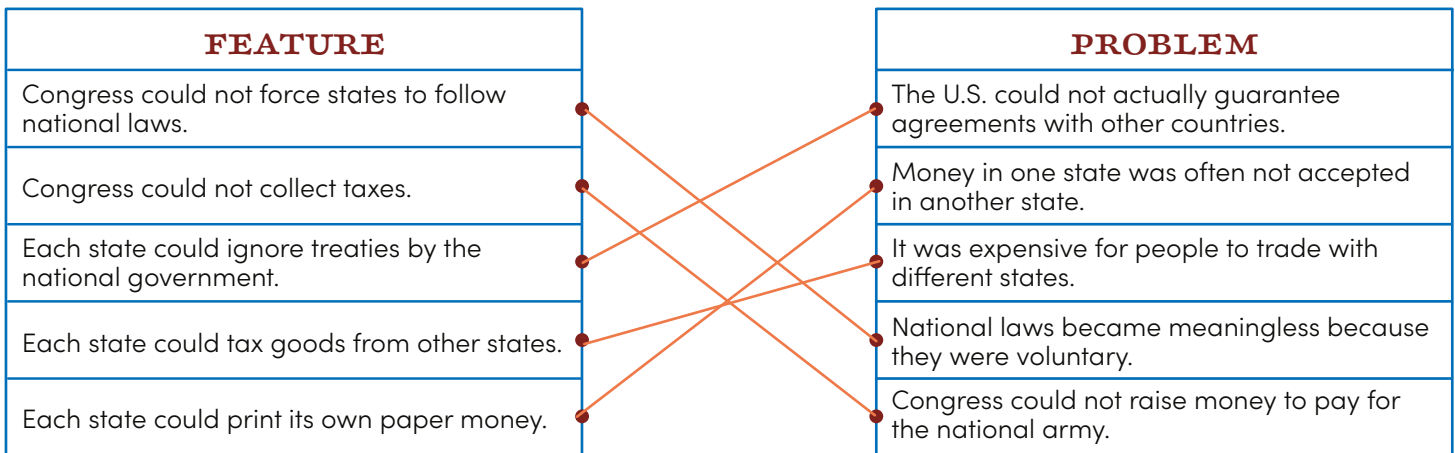 FEATURE
Congress could not force states to follow
national laws.
Congress could not collect taxes.
Each state could ignore treaties by the
national government.
Each state could tax goods from other states.
Each state could print its own paper money.
PROBLEM
The U.S. could not actually guarantee
agreements with other countries.
Money in one state was often not accepted
in another state.
It was expensive for people to trade with
different states.
National laws became meaningless because
they were voluntary.
Congress could not raise money to pay for
the national army.